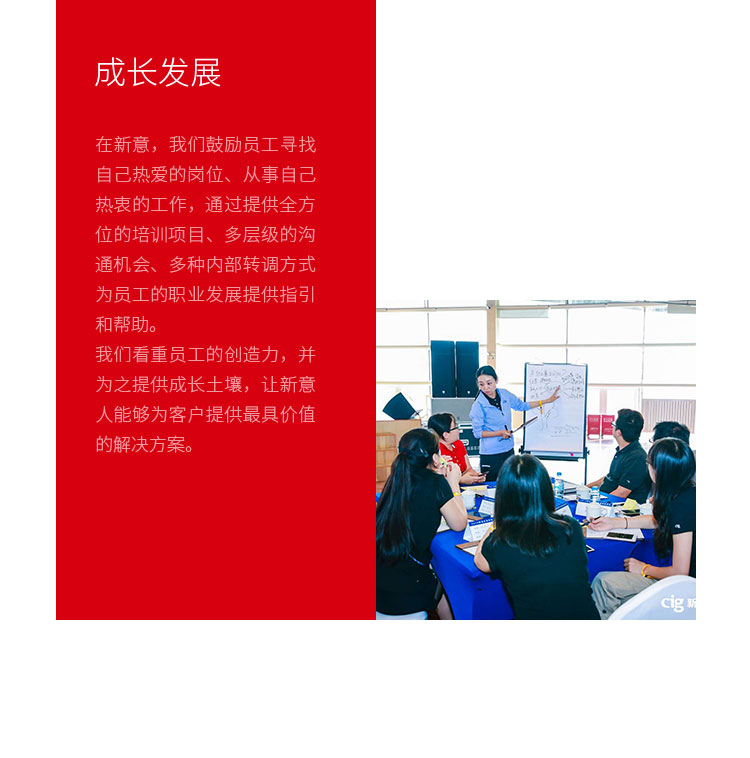 成长发展
在新意，我们鼓励员工寻找
自己热爱的岗位、从事自己
热衷的工作，通过提供全方
位的培训项目、多层级的沟
通机会、多种内部转调方式
为员工的职业发展提供指引
和帮助。
我们看重员工的创造力，并
为之提供成长土壤，让新意
人能够为客户提供最具价值
的解决方案。
cig 新